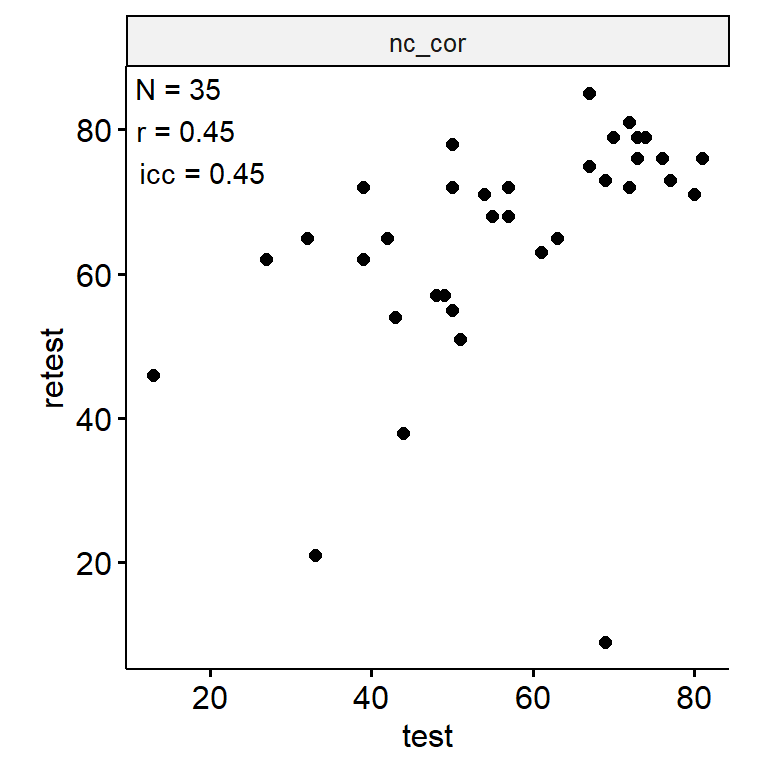 nc_cor
N = 35
r = 0.45
icc = 0.45
80
60
40
20
retest
20 40 60 80
test